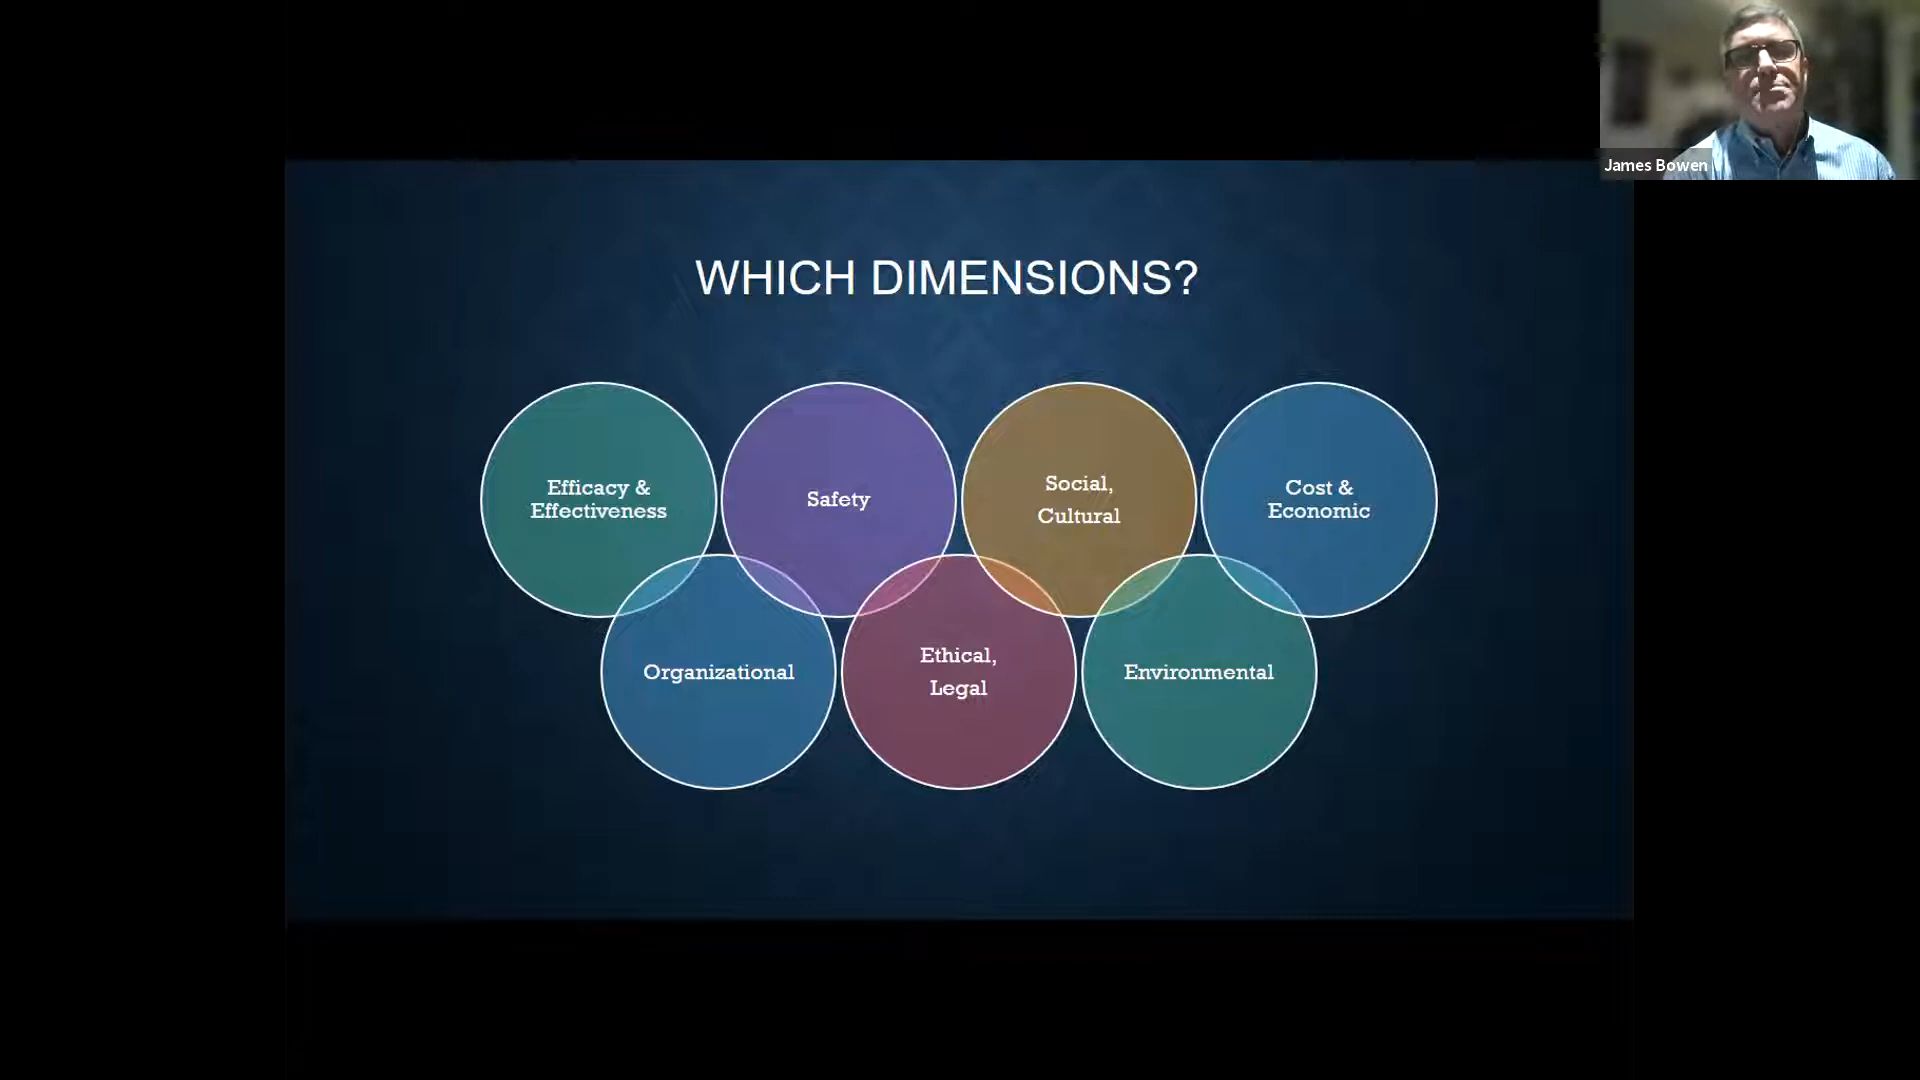 James Bowen
WHICH DIMENSIONS?
Efficacy &
Effectiveness
Safety
Social,
Cultural
Cost &
Economic
Organizational
Ethical,
Legal
Environmental